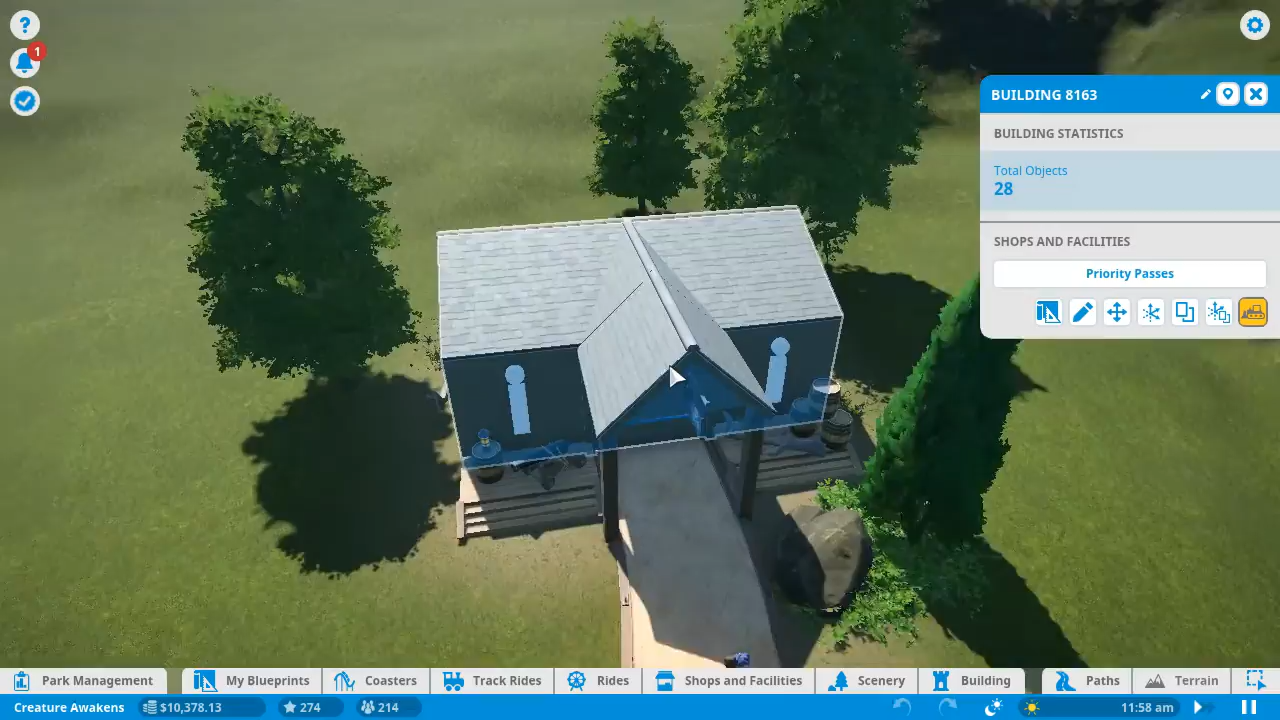 ?
1
BUILDING 8163
BUILDING STATISTICS
Total Objects
28
SHOPS AND FACILITIES
Priority Passes
Park Management
My Blueprints
Coasters
Track Rides
Rides
Shops and Facilities
Scenery
Building
Paths
Terrain
Creature Awakens
$10,378.13
274
214
11:58 am